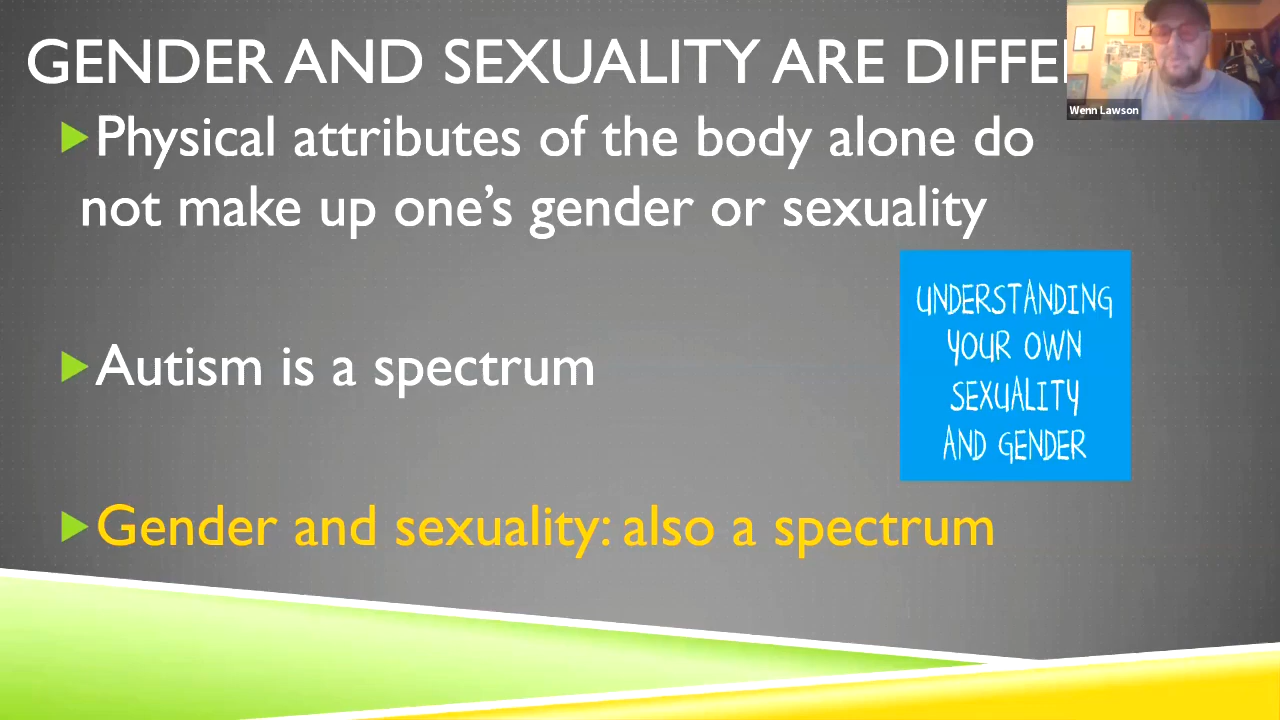 GENDER AND SEXUALITY ARE DIFFE
Wenn Lawson
Physical attributes of the body alone do
not make up one’s gender or sexuality
UNDERSTANDING
YOUR OWN
SEXUALITY
AND GENDER
Autism is a spectrum
Gender and sexuality: also a spectrum